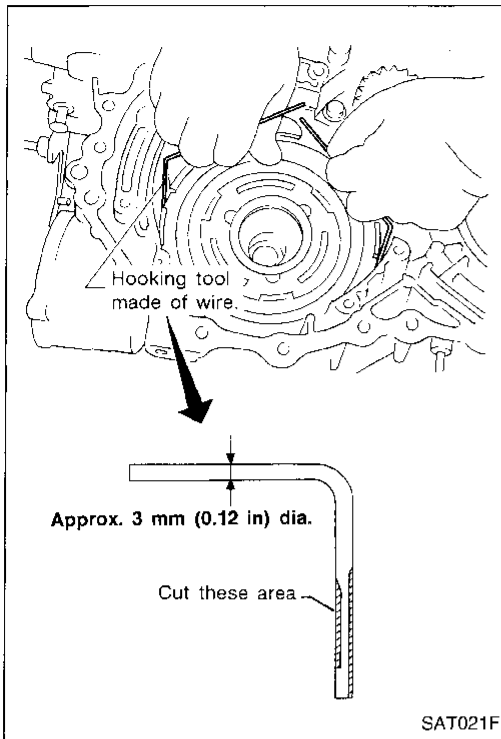 Hooking tool
made of wire.
Approx. 3 mm (0.12 in) dia.
Cut these area
SAT021F